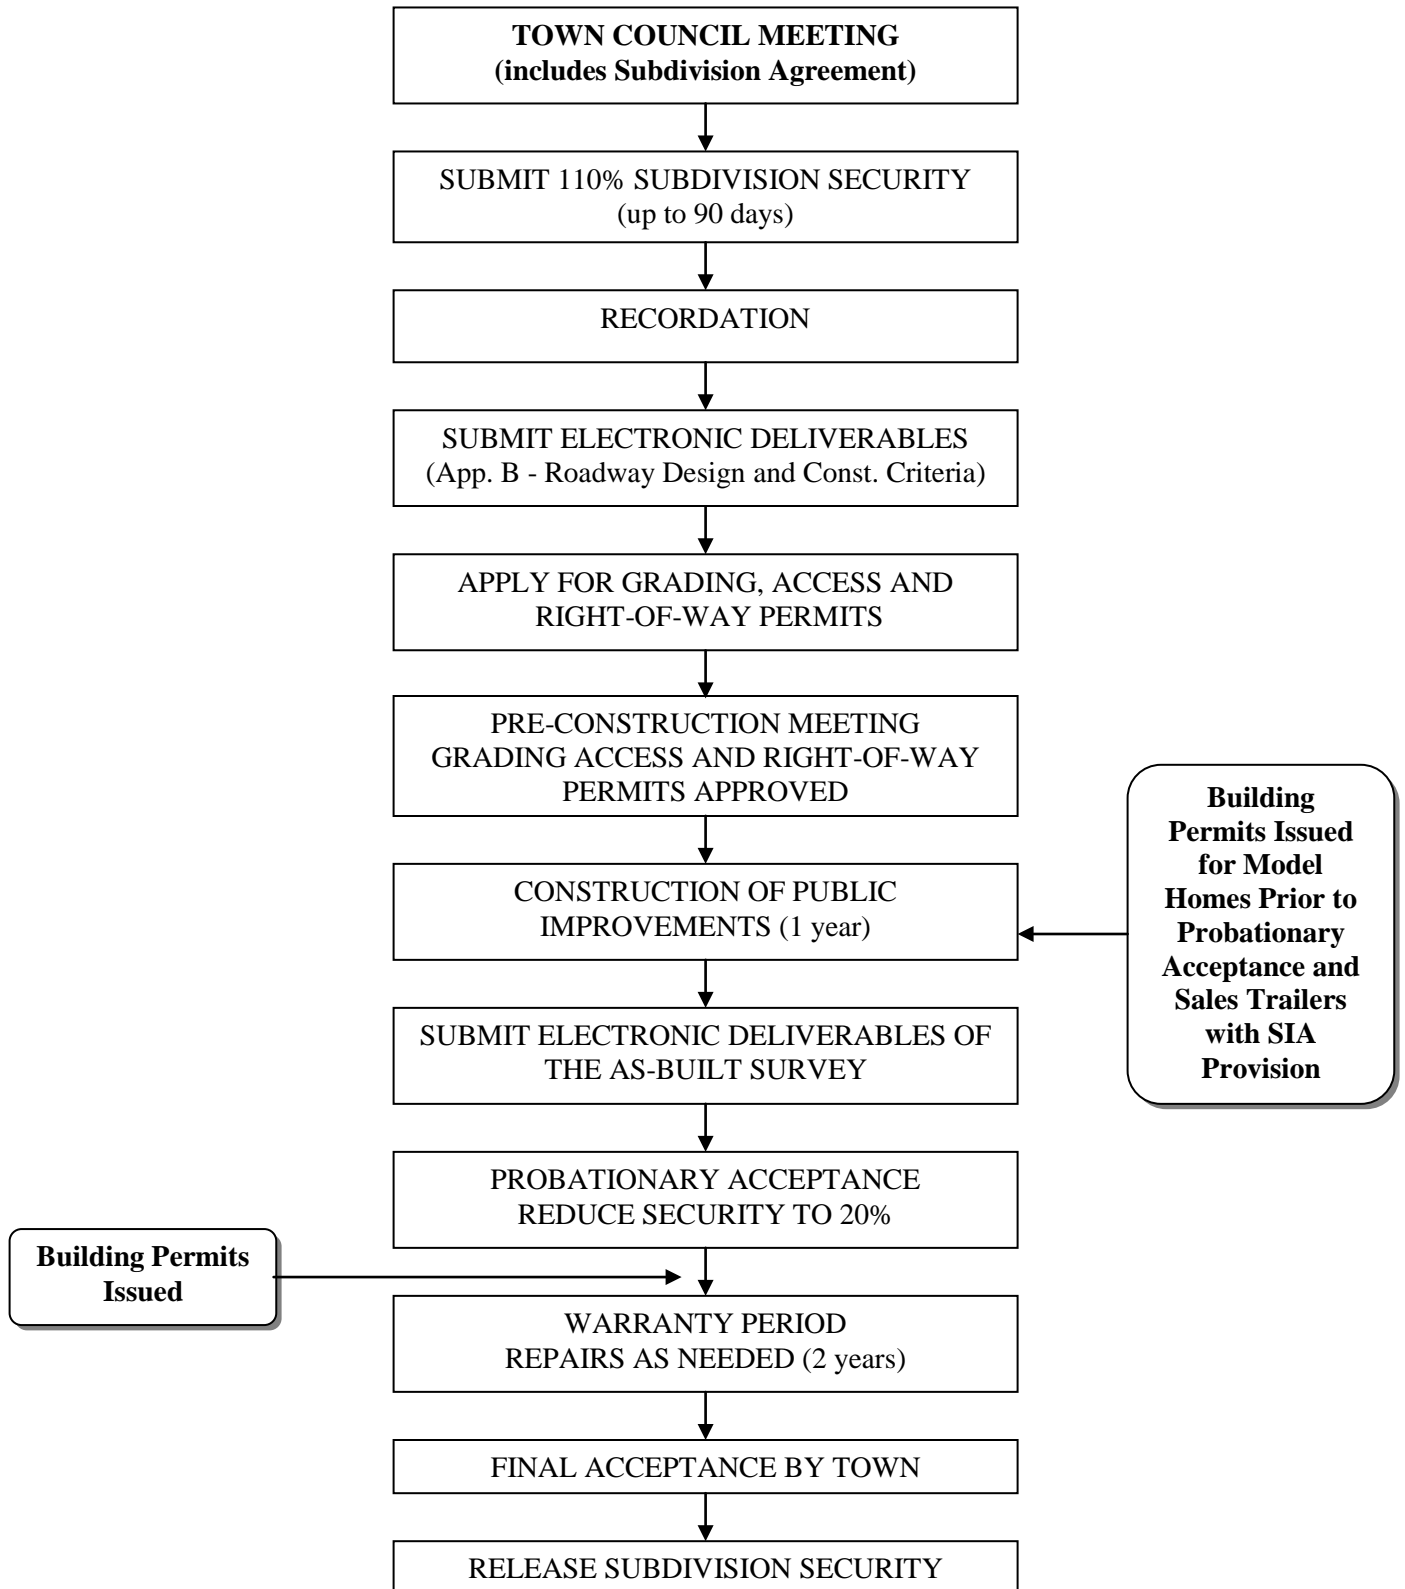 TOWN COUNCIL MEETING
(includes Subdivision Agreement)
SUBMIT 110% SUBDIVISION SECURITY
(up to 90 days)
RECORDATION
SUBMIT ELECTRONIC DELIVERABLES
(App. B - Roadway Design and Const. Criteria)
APPLY FOR GRADING, ACCESS AND
RIGHT-OF-WAY PERMITS
PRE-CONSTRUCTION MEETING
GRADING ACCESS AND RIGHT-OF-WAY
PERMITS APPROVED
CONSTRUCTION OF PUBLIC
IMPROVEMENTS (1 year)
Building
Permits Issued
for Model
Homes Prior to
Probationary
Acceptance and
Sales Trailers
with SIA
Provision
SUBMIT ELECTRONIC DELIVERABLES OF
THE AS-BUILT SURVEY
PROBATIONARY ACCEPTANCE
REDUCE SECURITY TO 20%
Building Permits
Issued
WARRANTY PERIOD
REPAIRS AS NEEDED (2 years)
FINAL ACCEPTANCE BY TOWN
RELEASE SUBDIVISION SECURITY